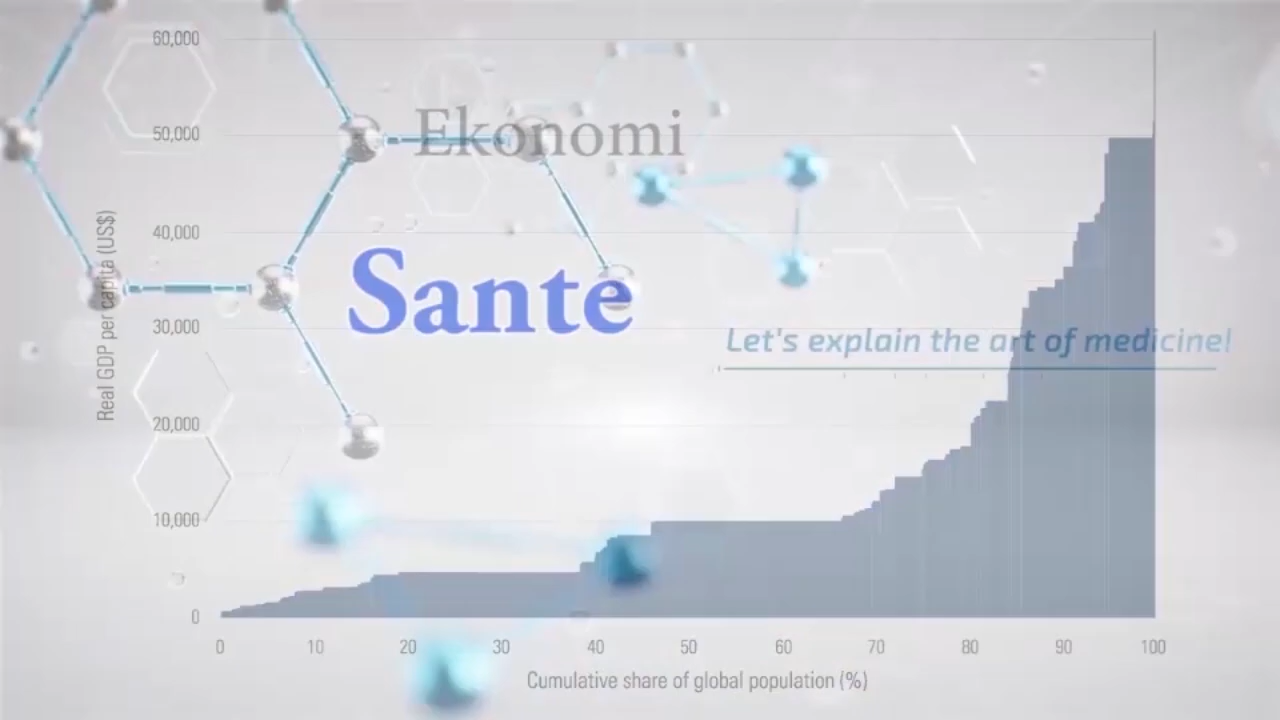 60,000
Ekonomi
50,000
40,000
Sante
30,000
Let's explain the art of medicine!
Real GDP per capita (US$)
20,000
10,000
0
0 10 20 30 40 50 60 70 80 90 100
Cumulative share of global population (%)